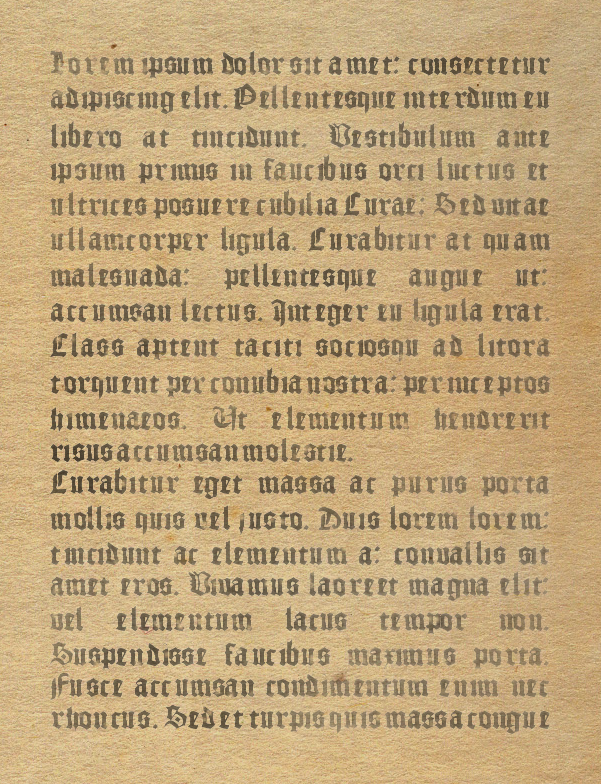 Lorem ipsum dolor sit amet: consectetur
adipiscing elit. Pellentesque interdum eu
libero at tincidunt. Vestibulum ante
ipsum primis in faucibus orci luctus et
ultrices posuere cubilia Curae; Sed vitae
ullamcorper ligula. Curabitur at quam
malesuada: pellentesque augue ut:
accumsan lectus. Integer eu ligula erat.
Class aptent taciti sociosqu ad litora
torquent per conubia nostra: per inceptos
himenaeos. Ut elementum hendrerit
risus accumsan molestie.
Curabitur eget massa ac purus porta
mollis quis vel justo. Duis lorem lorem:
tincidunt ac elementum a: convallis sit
amet eros. Vivamus laoreet magna elit:
vel elementum lacus tempor non.
Suspendisse faucibus maximus porta.
Fusce accumsan condimentum enim nec
rhoncus. Sed et turpis quis massa congue